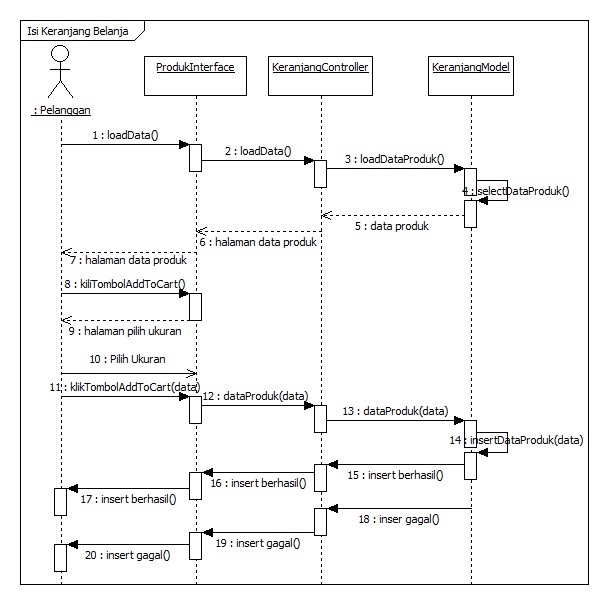 Isi Keranjang Belanja
ProdukInterface
KeranjangController
KeranjangModel
: Pelanggan
1 : loadData()
2 : loadData()
3 : loadDataProduk()
4 : selectDataProduk()
5 : data produk
6 : halaman data produk
7 : halaman data produk
8 : kiliTombolAddToCart()
9 : halaman pilih ukuran
10 : Pilih Ukuran
11 : klikTombolAddToCart(data)
12 : dataProduk(data)
13 : dataProduk(data)
14 : insertDataProduk(data)
15 : insert berhasil()
16 : insert berhasil()
17 : insert berhasil()
18 : inser gagal()
19 : insert gagal()
20 : insert gagal()